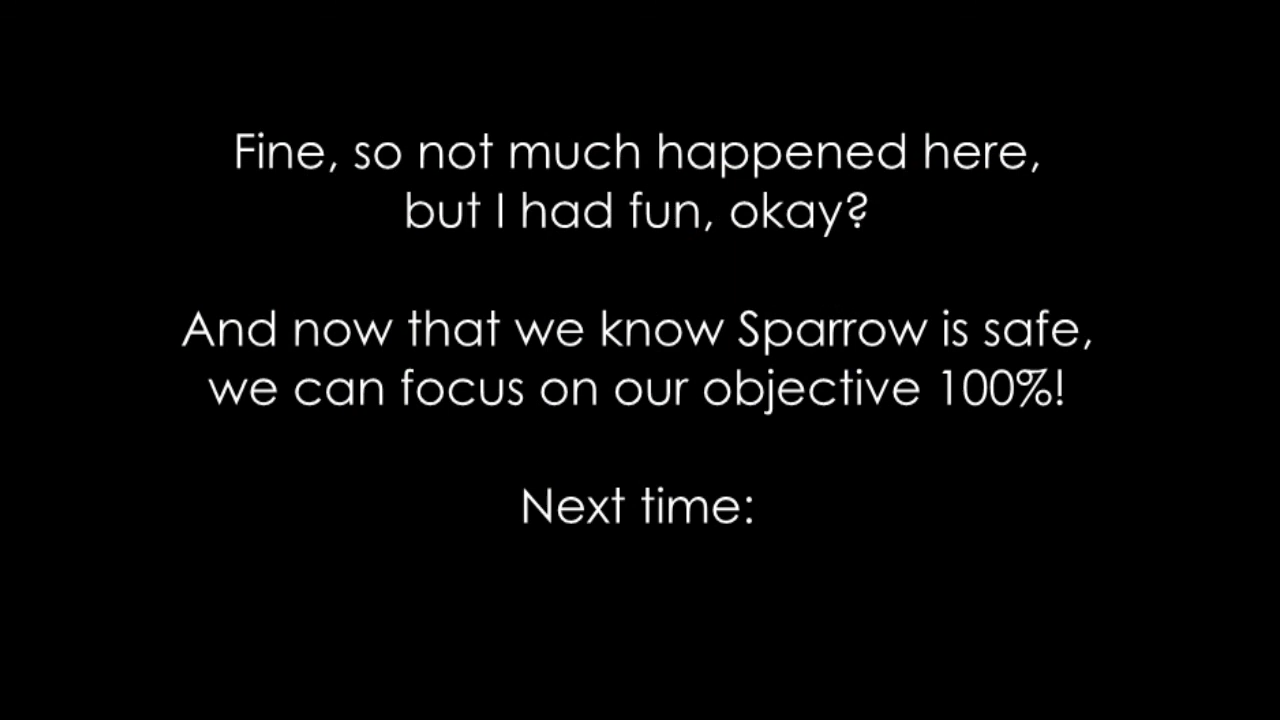 Fine, so not much happened here,
but I had fun, okay?
And now that we know Sparrow is safe,
we can focus on our objective 100%!
Next time: